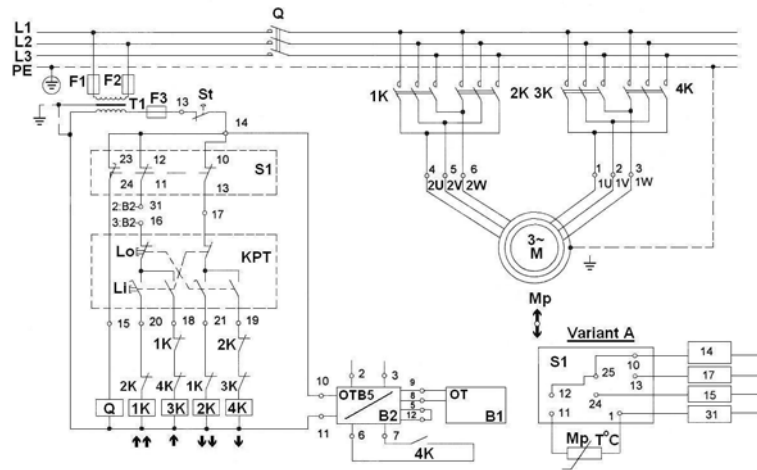 Q
L1
L2
L3
PE
F1 F2
T1 F3 13 St
14
1K 2K 3K 4K
23 12 10
S1
24 11 13
2:B2 31
3:B2 16 17
4 5 6
2U 2V 2W
1 2 3
1U 1V 1W
3~
M
Mp
Lo KPT
Li
15 20 18 21 19
1K 2K
2K 4K 1K 3K
Q 1K 3K 2K 4K
10 2 3
OTB5 B2
11 6 7
4K
9
8
5
12
OT B1
Variant A
S1
10 14
25 13 17
12 24 15
11 1 31
Mp T°C